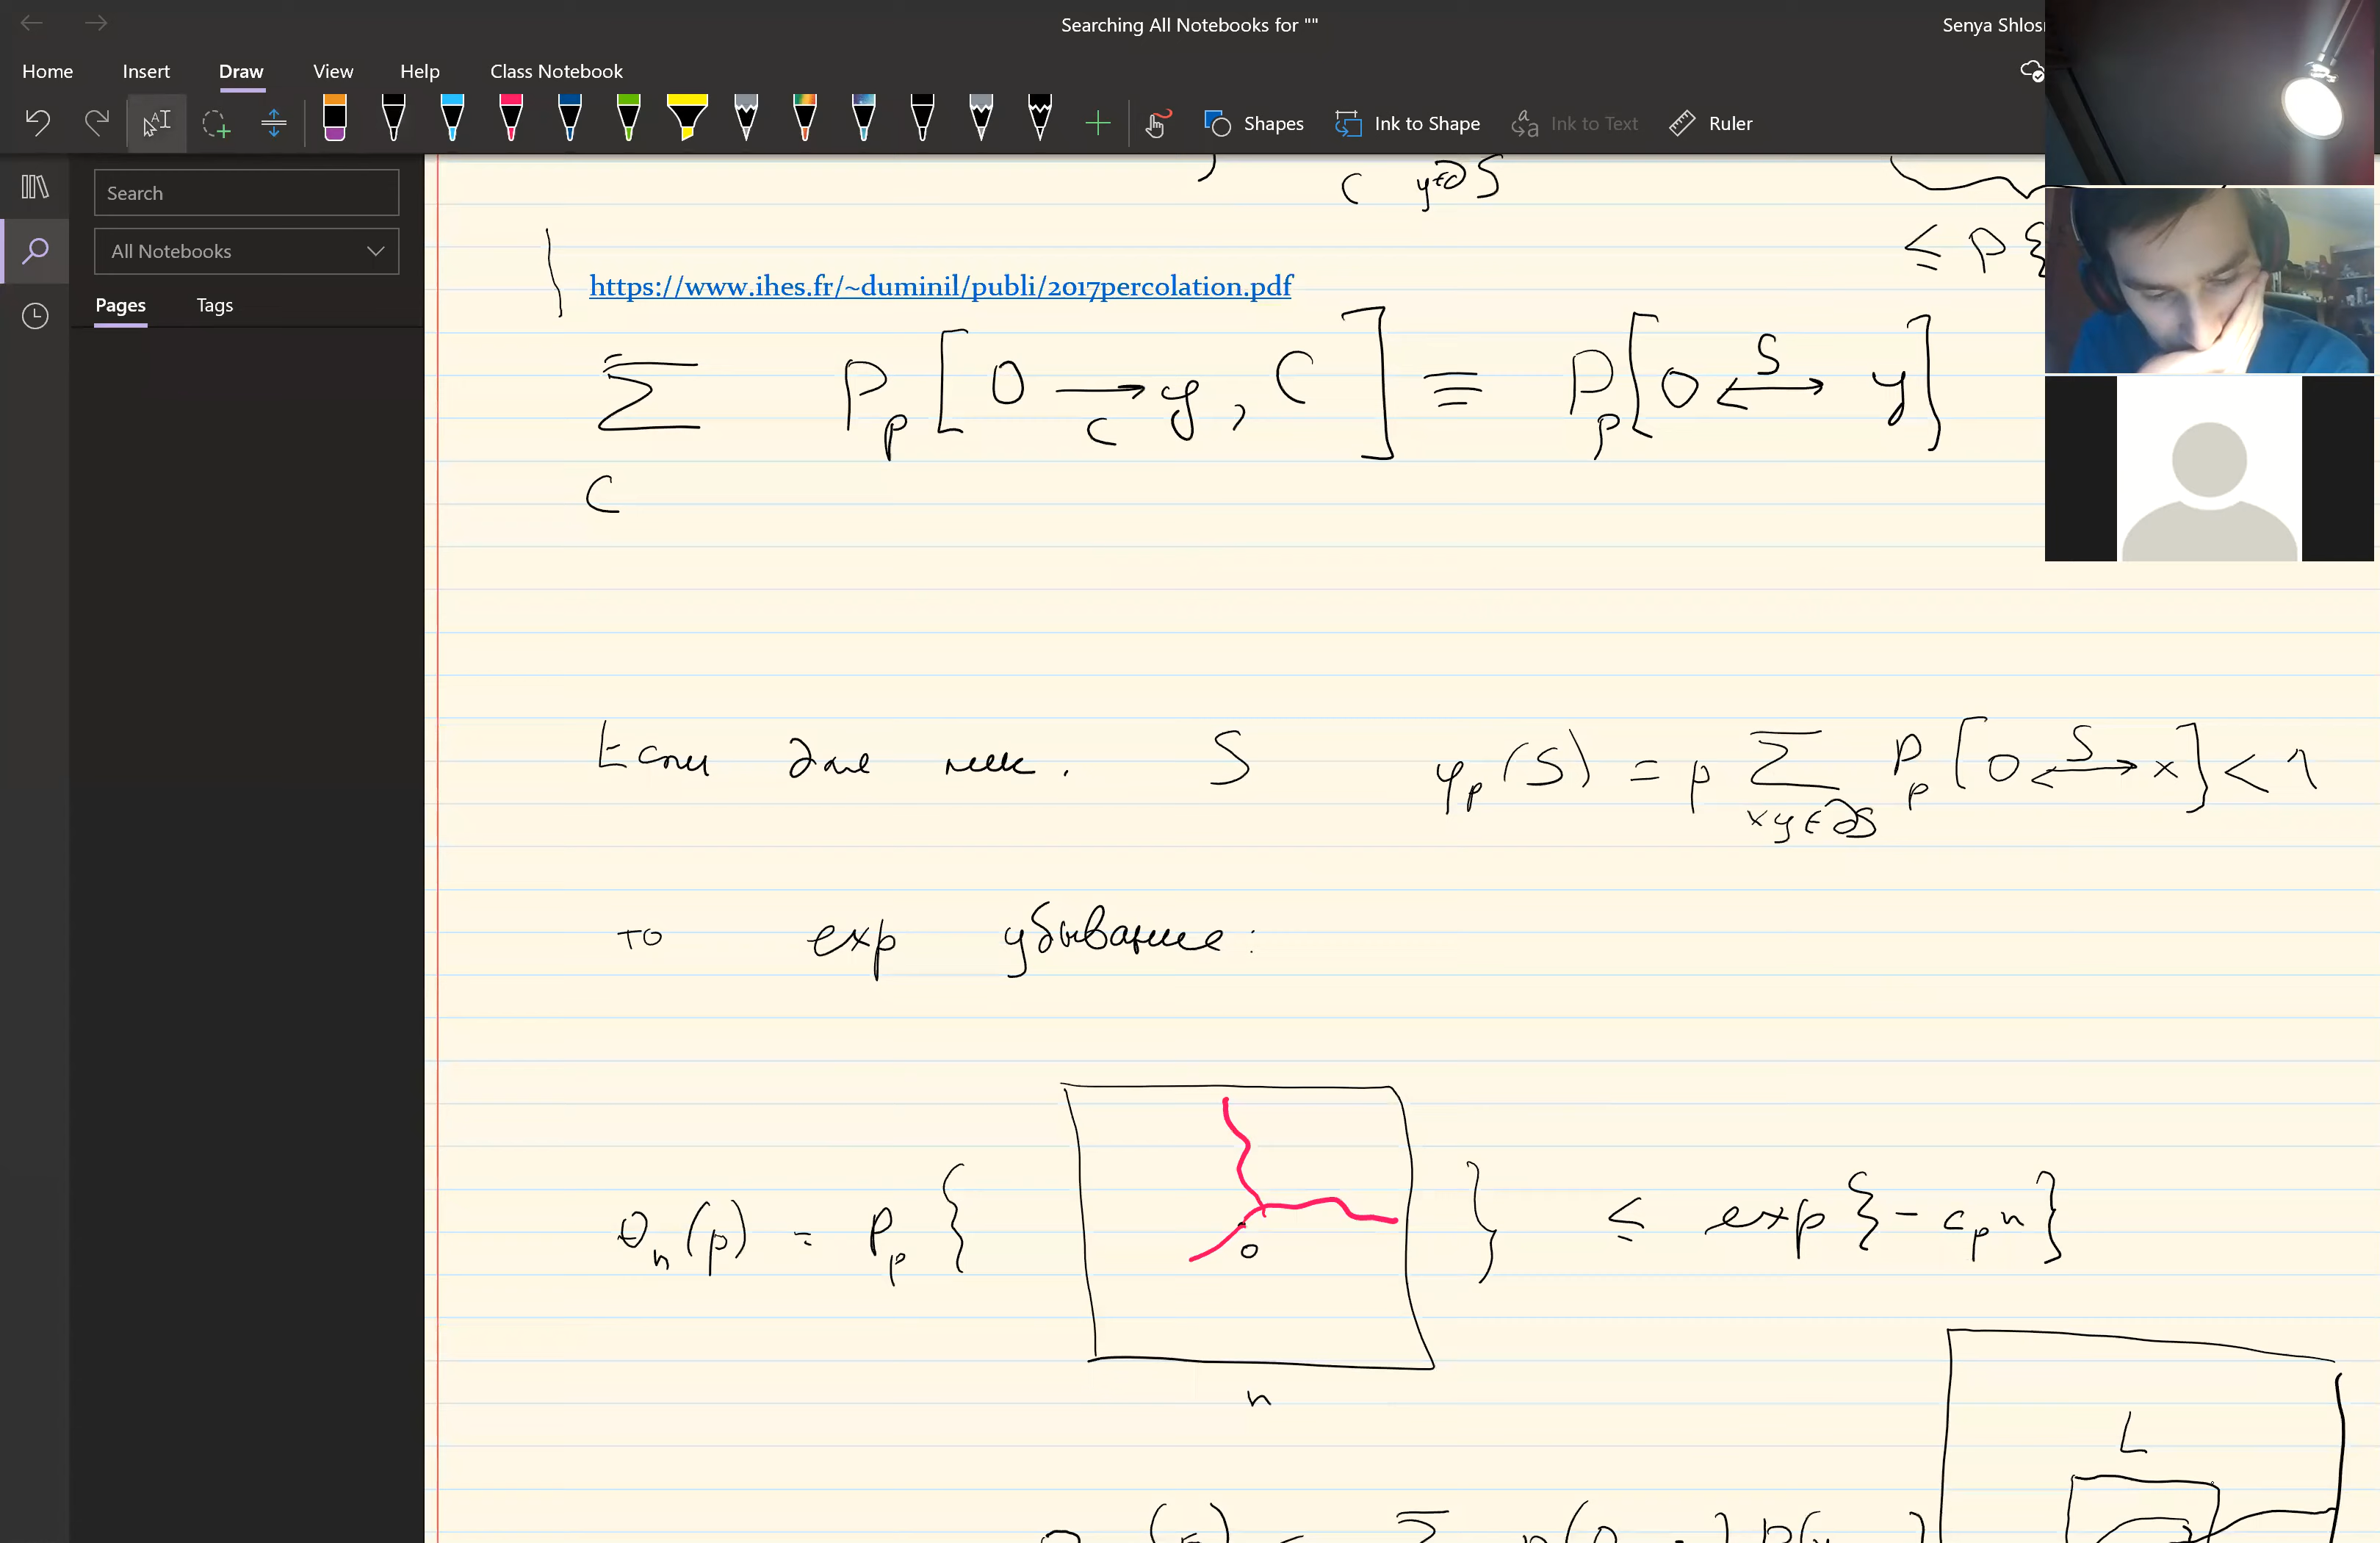 Searching All Notebooks for ""
Senya Shlos
Home Insert Draw View Help Class Notebook
Shapes Ink to Shape Ink to Text Ruler
Search
All Notebooks
Pages Tags
C y∈∂S
≤ P {
https://www.ihes.fr/~duminil/publi/2017percolation.pdf
∑_C P_p [ 0 →_C y, C ] ≡ P_p [ 0 ←S→ y ]
Если для нек. S φ_p(S) = p ∑_{xy∈∂S} P_p [ 0 ←S→ x ] < 1
то exp убывание:
θ_n(p) = P_p { 0 } ≤ exp{ - c_p n }
n
L